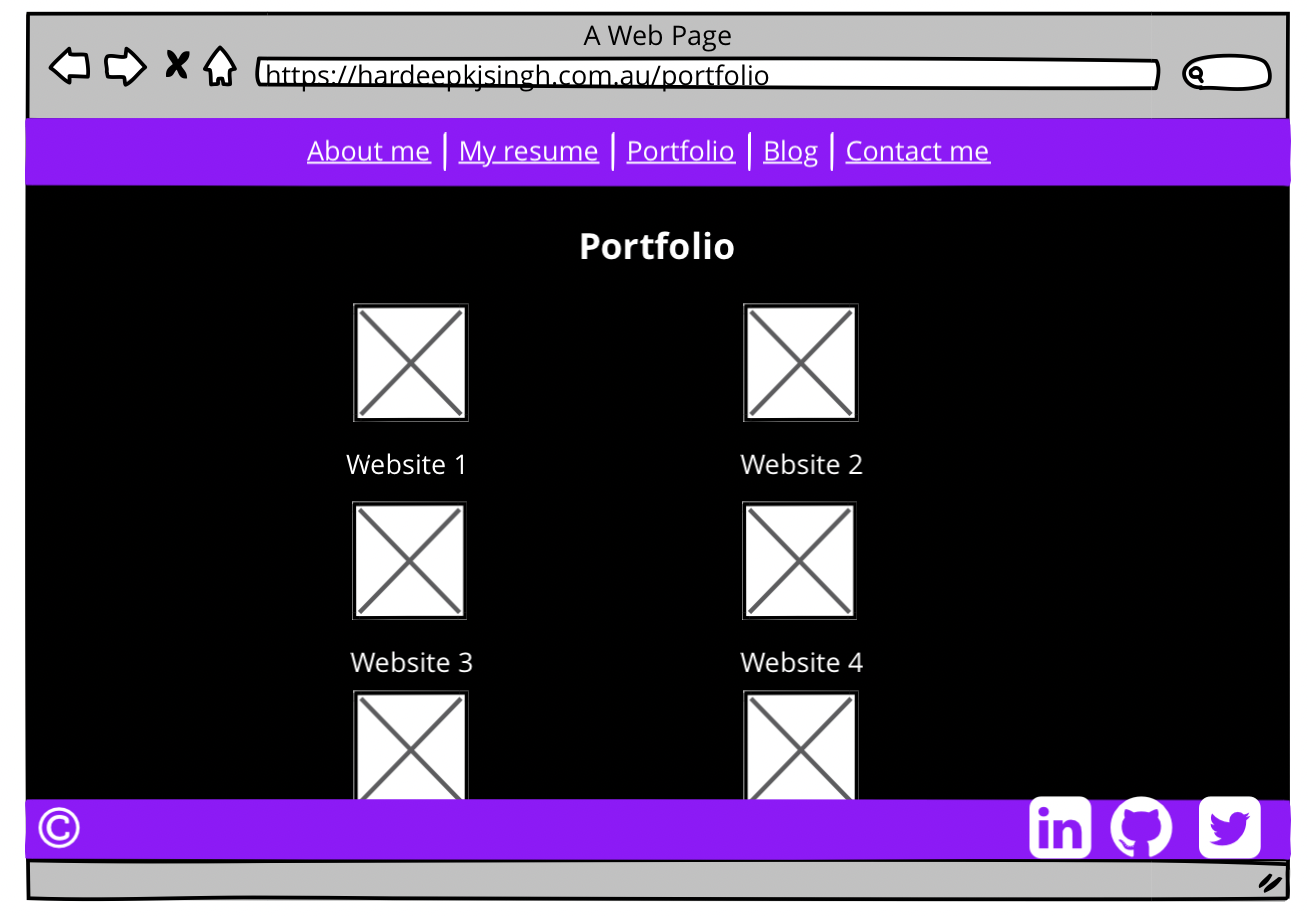 A Web Page
https://hardeepkjsingh.com.au/portfolio
About me | My resume | Portfolio | Blog | Contact me
Portfolio
Website 1 Website 2
Website 3 Website 4
© in